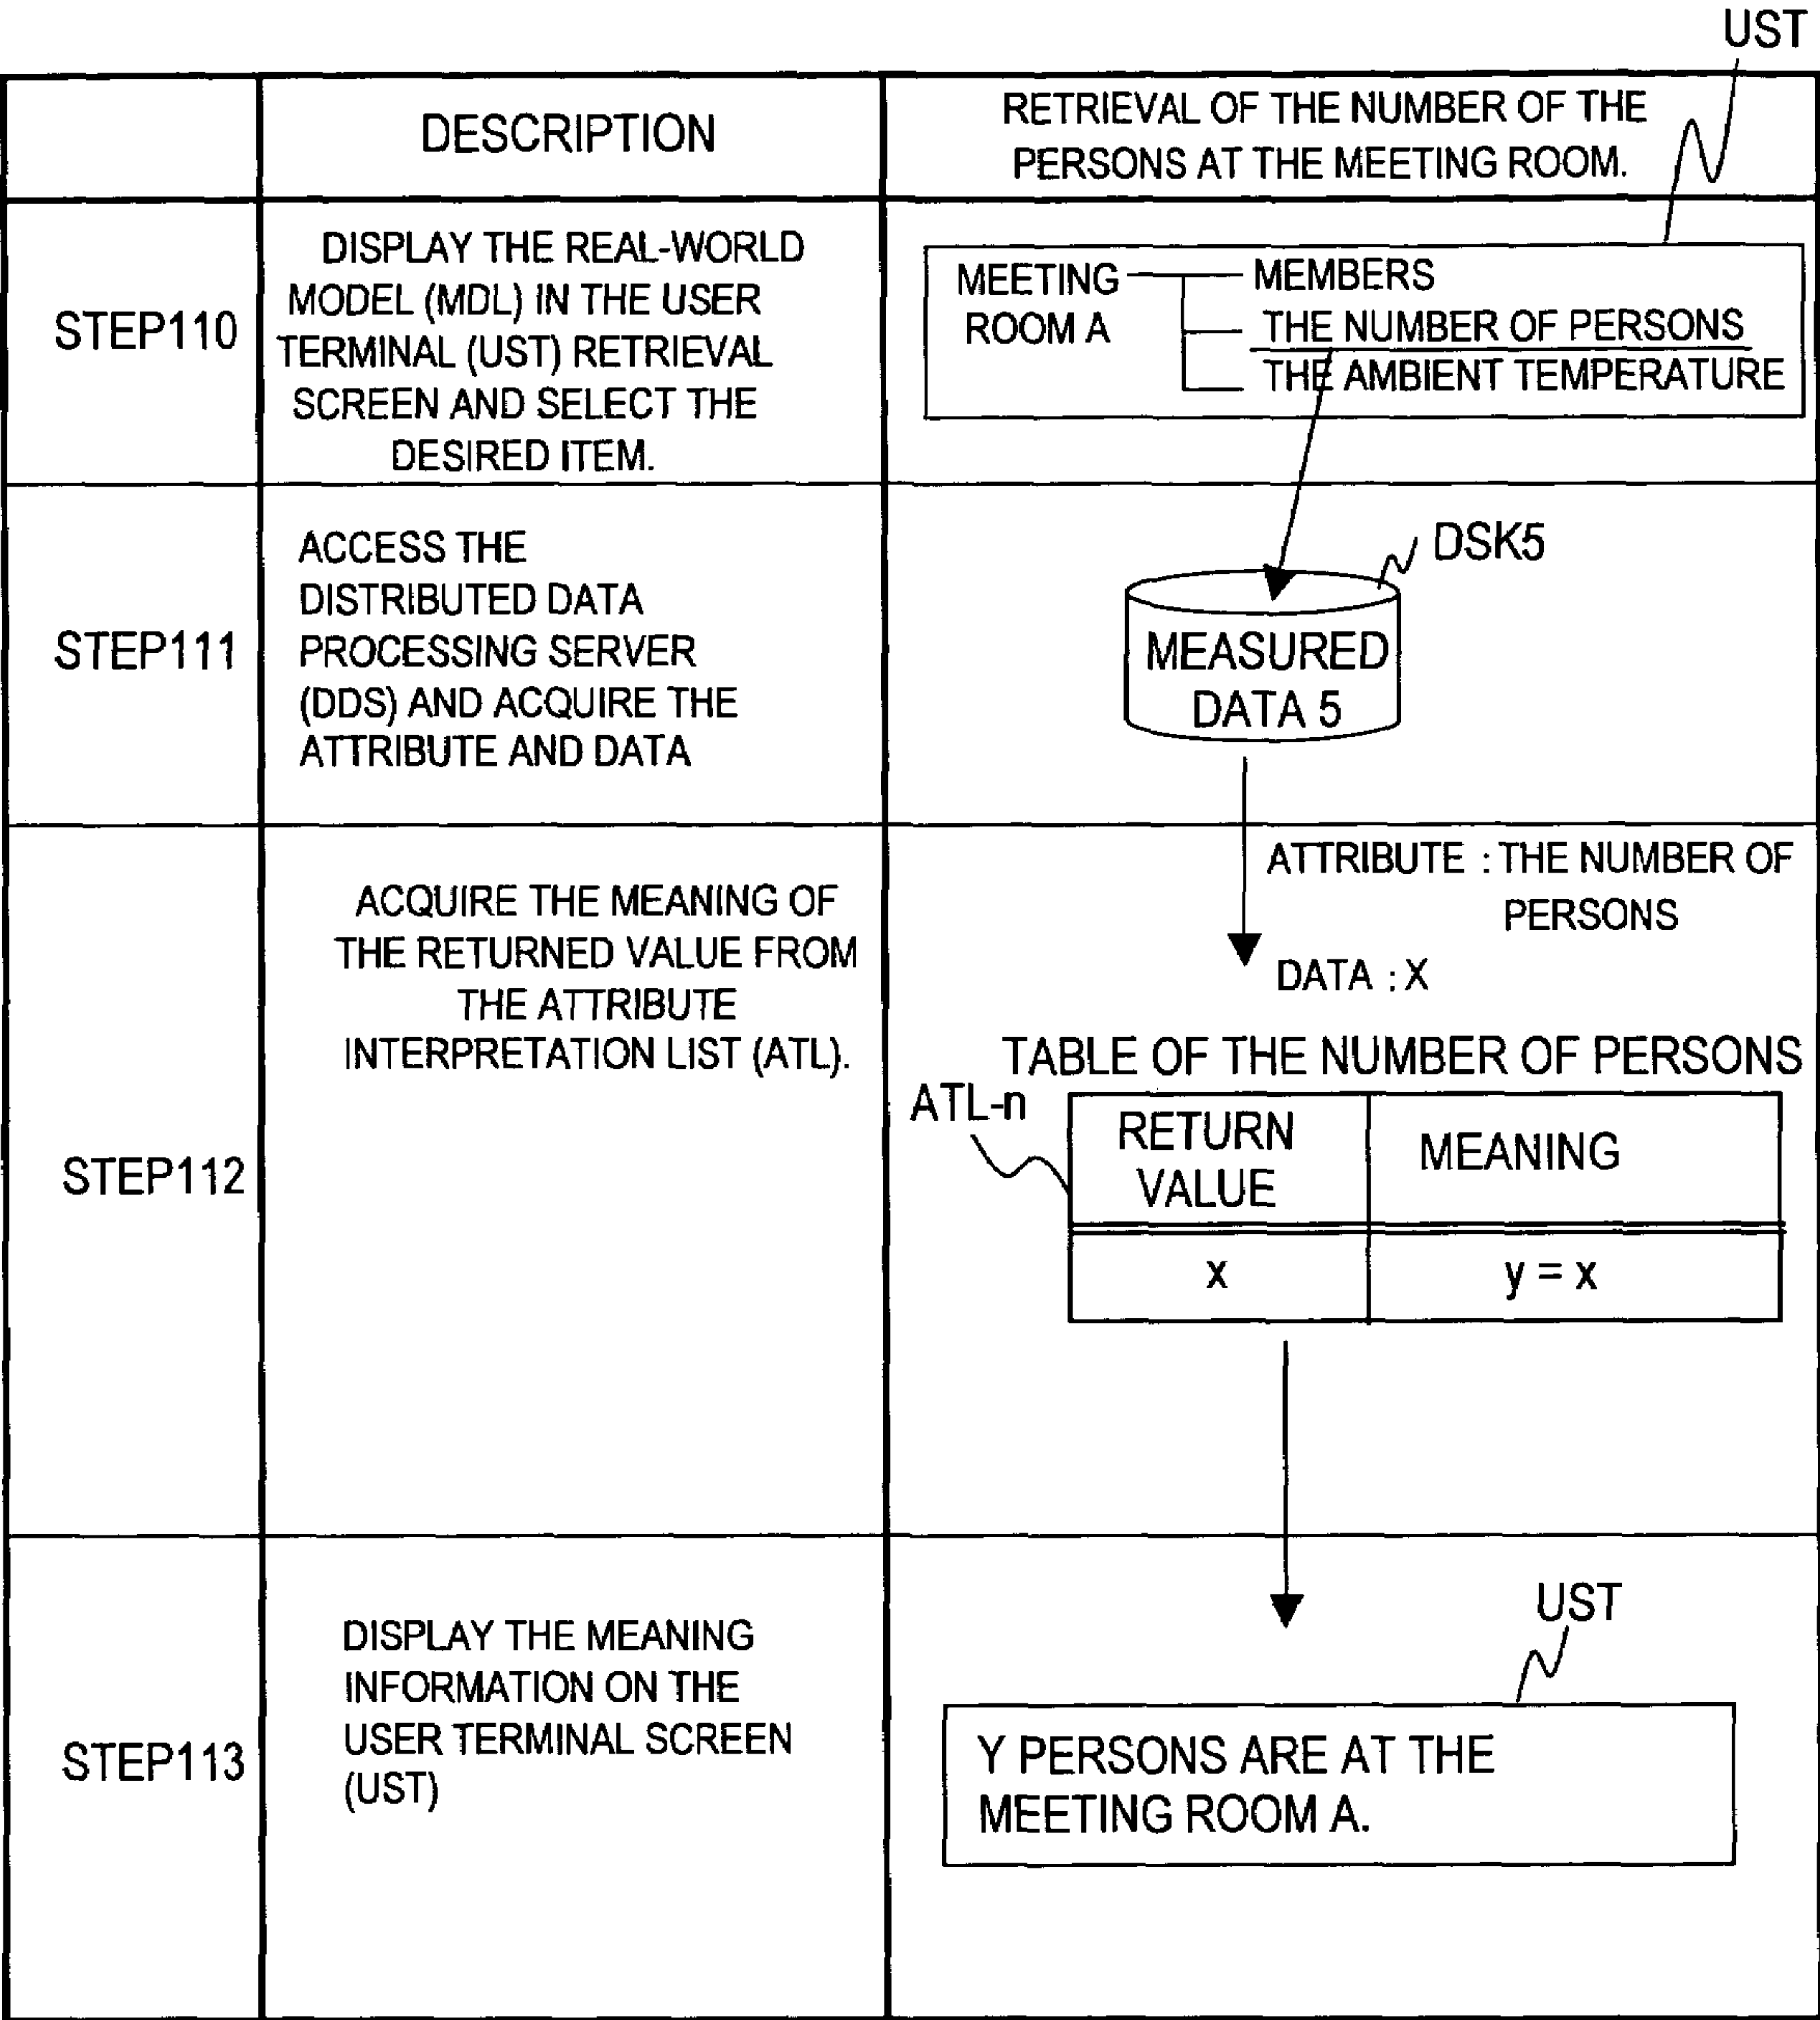 UST
DESCRIPTION
RETRIEVAL OF THE NUMBER OF THE
PERSONS AT THE MEETING ROOM.
STEP110
DISPLAY THE REAL-WORLD
MODEL (MDL) IN THE USER
TERMINAL (UST) RETRIEVAL
SCREEN AND SELECT THE
DESIRED ITEM.
MEETING
ROOM A
MEMBERS
THE NUMBER OF PERSONS
THE AMBIENT TEMPERATURE
STEP111
ACCESS THE
DISTRIBUTED DATA
PROCESSING SERVER
(DDS) AND ACQUIRE THE
ATTRIBUTE AND DATA
DSK5
MEASURED
DATA 5
STEP112
ACQUIRE THE MEANING OF
THE RETURNED VALUE FROM
THE ATTRIBUTE
INTERPRETATION LIST (ATL).
ATTRIBUTE : THE NUMBER OF
PERSONS
DATA : X
TABLE OF THE NUMBER OF PERSONS
ATL-n
RETURN
VALUE
MEANING
x
y = x
STEP113
DISPLAY THE MEANING
INFORMATION ON THE
USER TERMINAL SCREEN
(UST)
UST
Y PERSONS ARE AT THE
MEETING ROOM A.